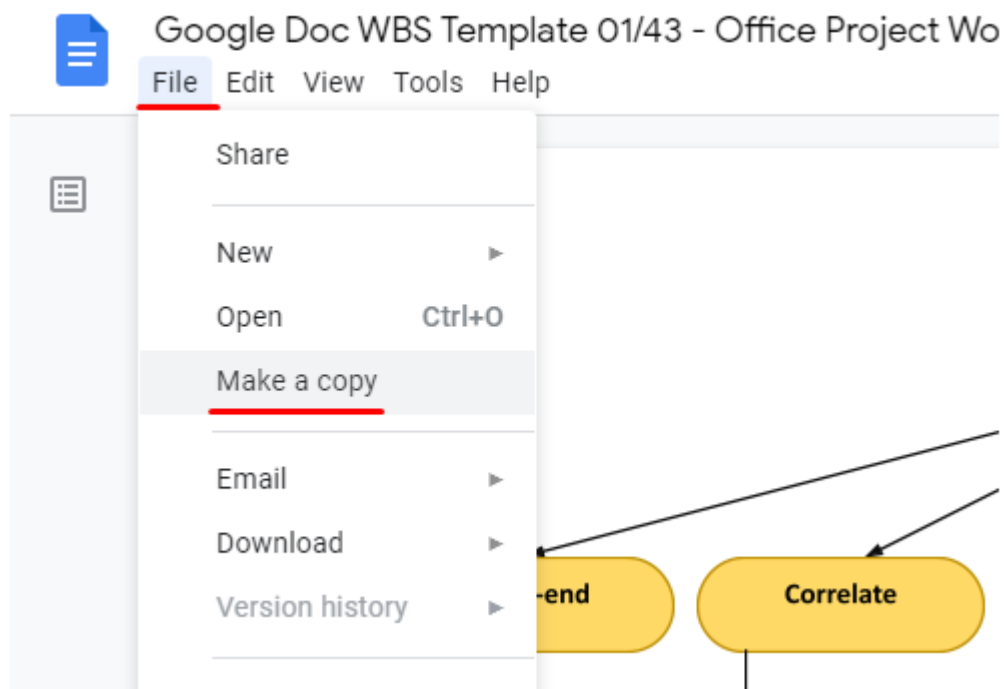 Google Doc WBS Template 01/43 - Office Project Wo
File Edit View Tools Help
Share
New
Open Ctrl+O
Make a copy
Email
Download
Version history
-end
Correlate